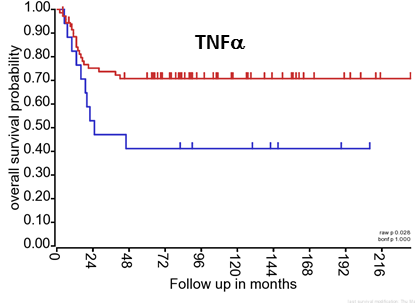 TNFα
overall survival probability
1.00
0.90
0.80
0.70
0.60
0.50
0.40
0.30
0.20
0.10
0.00
0 24 48 72 96 120 144 168 192 216
Follow up in months
raw p 0.028
bonf p 1.000